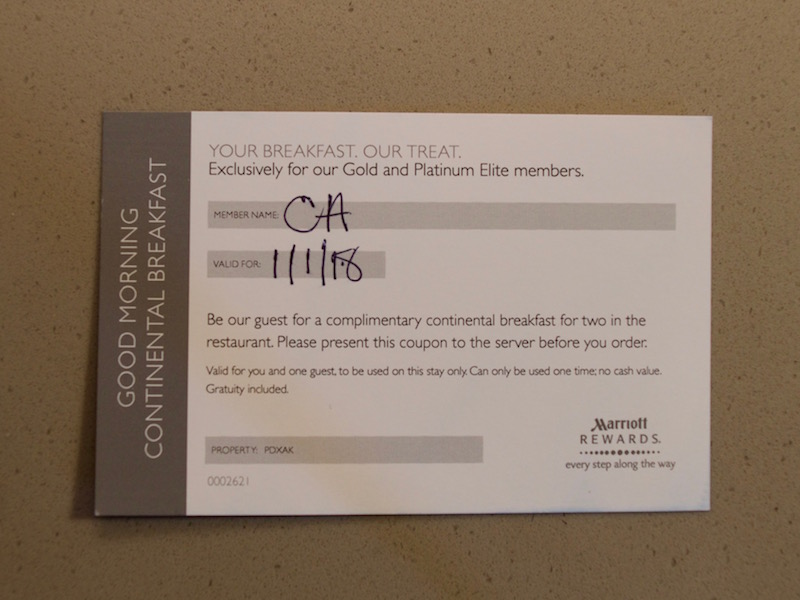 GOOD MORNING
CONTINENTAL BREAKFAST
YOUR BREAKFAST. OUR TREAT.
Exclusively for our Gold and Platinum Elite members.
MEMBER NAME: CA
VALID FOR: 1/1/18
Be our guest for a complimentary continental breakfast for two in the
restaurant. Please present this coupon to the server before you order.
Valid for you and one guest, to be used on this stay only. Can only be used one time; no cash value.
Gratuity included.
PROPERTY: PDXAK
0002621
Marriott
REWARDS.
every step along the way